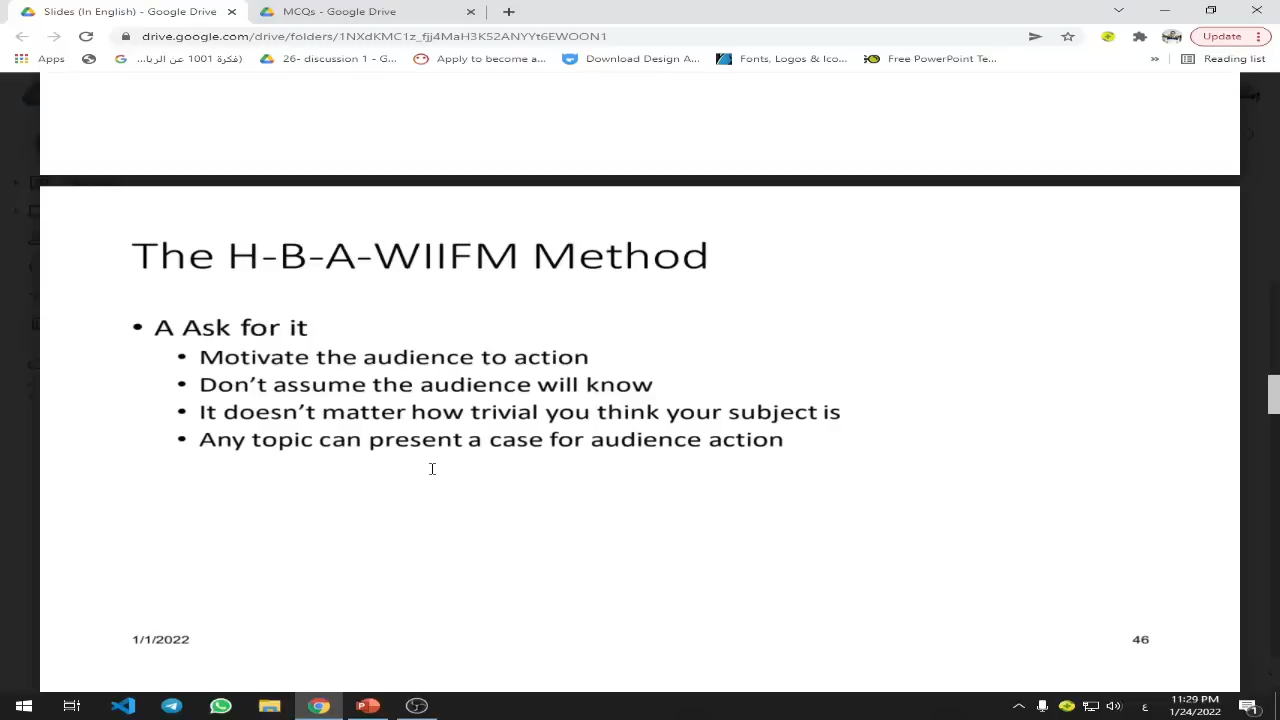 ids (In English) - Google Drive
MCQs - Google Drive
drive.google.com/drive/folders/1NXdKMC1z_fjj4MaH3K52ANYYt6EWOON1
Update
Apps
فكرة) 1001 عن الريا...
26- discussion 1 - G...
Apply to become a...
Download Design A...
Fonts, Logos & Ico...
Free PowerPoint Te...
Reading list
The H-B-A-WIIFM Method
• A Ask for it
• Motivate the audience to action
• Don’t assume the audience will know
• It doesn’t matter how trivial you think your subject is
• Any topic can present a case for audience action
1/1/2022
46
ع
11:29 PM
1/24/2022
1